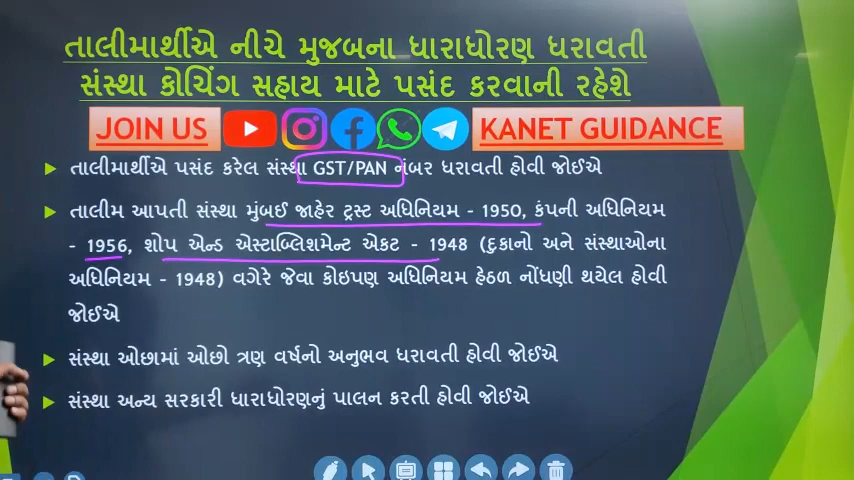 તાલીમાર્થીએ નીચે મુજબના ધારાધોરણ ધરાવતી
સંસ્થા કોચિંગ સહાય માટે પસંદ કરવાની રહેશે
JOIN US KANET GUIDANCE
તાલીમાર્થીએ પસંદ કરેલ સંસ્થા GST/PAN નંબર ધરાવતી હોવી જોઈએ
તાલીમ આપતી સંસ્થા મુંબઈ જાહેર ટ્રસ્ટ અધિનિયમ - 1950, કંપની અધિનિયમ
- 1956, શોપ એન્ડ એસ્ટાબ્લિશમેન્ટ એકટ - 1948 (દુકાનો અને સંસ્થાઓના
અધિનિયમ - 1948) વગેરે જેવા કોઇપણ અધિનિયમ હેઠળ નોંધણી થયેલ હોવી
જોઈએ
સંસ્થા ઓછામાં ઓછો ત્રણ વર્ષનો અનુભવ ધરાવતી હોવી જોઈએ
સંસ્થા અન્ય સરકારી ધારાધોરણનું પાલન કરતી હોવી જોઈએ